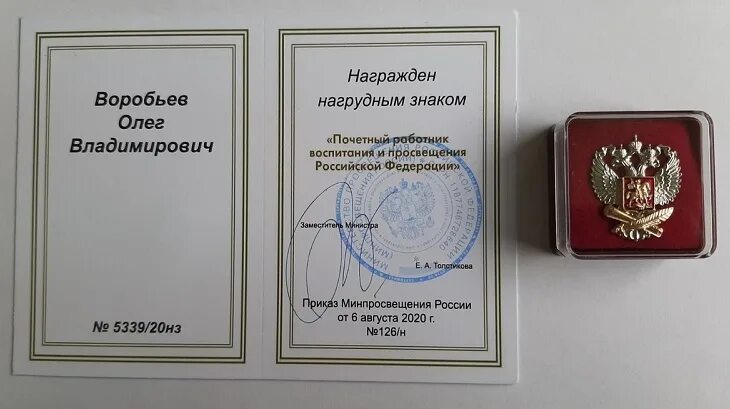 Воробьев
Олег
Владимирович
№ 5339/20нз
Награжден
нагрудным знаком
«Почетный работник
воспитания и просвещения
Российской Федерации»
Заместитель Министра
Е. А. Толстикова
Приказ Минпросвещения России
от 6 августа 2020 г.
№126/н